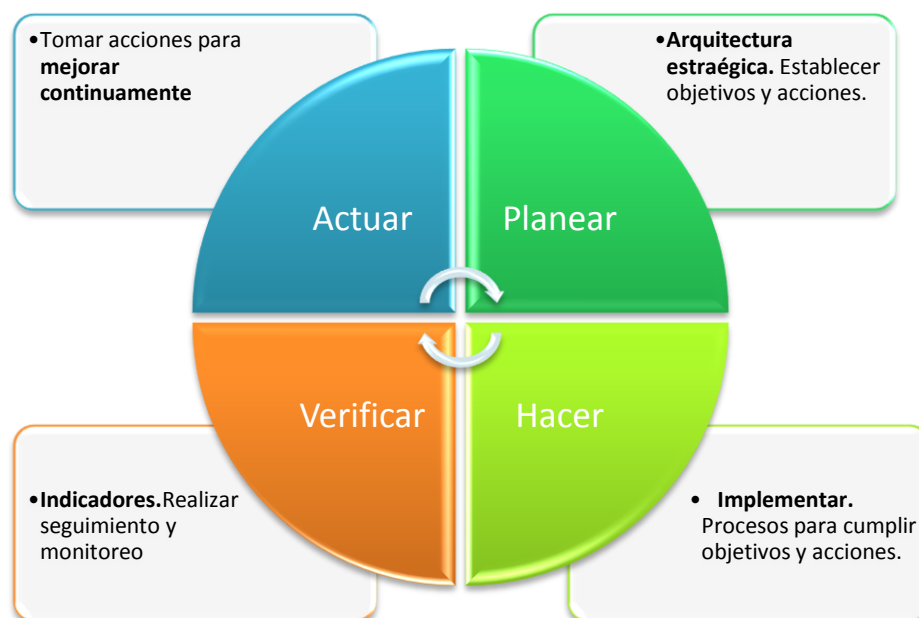 •Tomar acciones para
mejorar
continuamente
•Arquitectura
estraégica. Establecer
objetivos y acciones.
Actuar
Planear
Verificar
Hacer
•Indicadores.Realizar
seguimiento y
monitoreo
• Implementar.
Procesos para cumplir
objetivos y acciones.